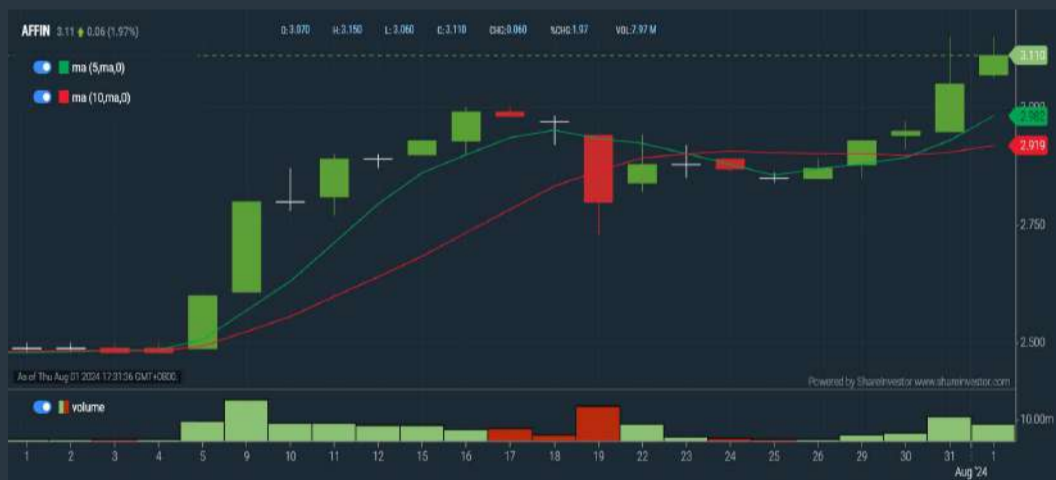 AFFIN 3.11 0.06 (1.97%) O:3.070 H:3.150 L:3.060 C:3.110 CHG:0.060 %CHG:1.97 VOL:7.97 M
ma (5,ma,0)
ma (10,ma,0)
3.110
3.000
2.982
2.919
2.750
2.500
As of Thu Aug 01 2024 17:31:36 GMT+0800.
Powered by ShareInvestor www.shareinvestor.com
volume
10.00m
1 2 3 4 5 9 10 11 12 15 16 17 18 19 22 23 24 25 26 29 30 31 1
Aug '24